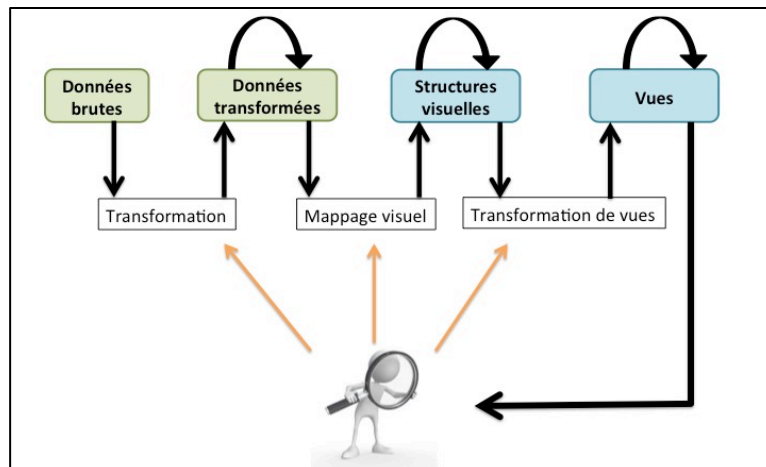 Données
brutes
Données
transformées
Structures
visuelles
Vues
Transformation
Mappage visuel
Transformation de vues